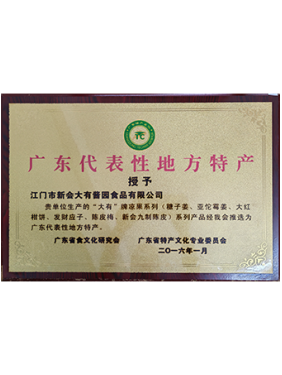 广东代表性地方特产
授予
江门市新会大有酱园食品有限公司
贵单位生产的“大有”牌凉果系列（糖子姜、亚佗霉姜、大红
柑饼、发财应子、陈皮梅、新会九制陈皮）系列产品经我会推选为
广东代表性地方特产。
广东省食文化研究会 广东省特产文化专业委员会
二〇一六年一月